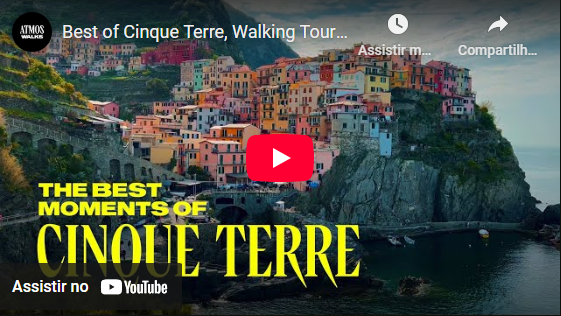 ATMOS
WALKS
Best of Cinque Terre, Walking Tour...
Assistir m...
Compartilh...
THE BEST
MOMENTS OF
CINQUE TERRE
Assistir no YouTube